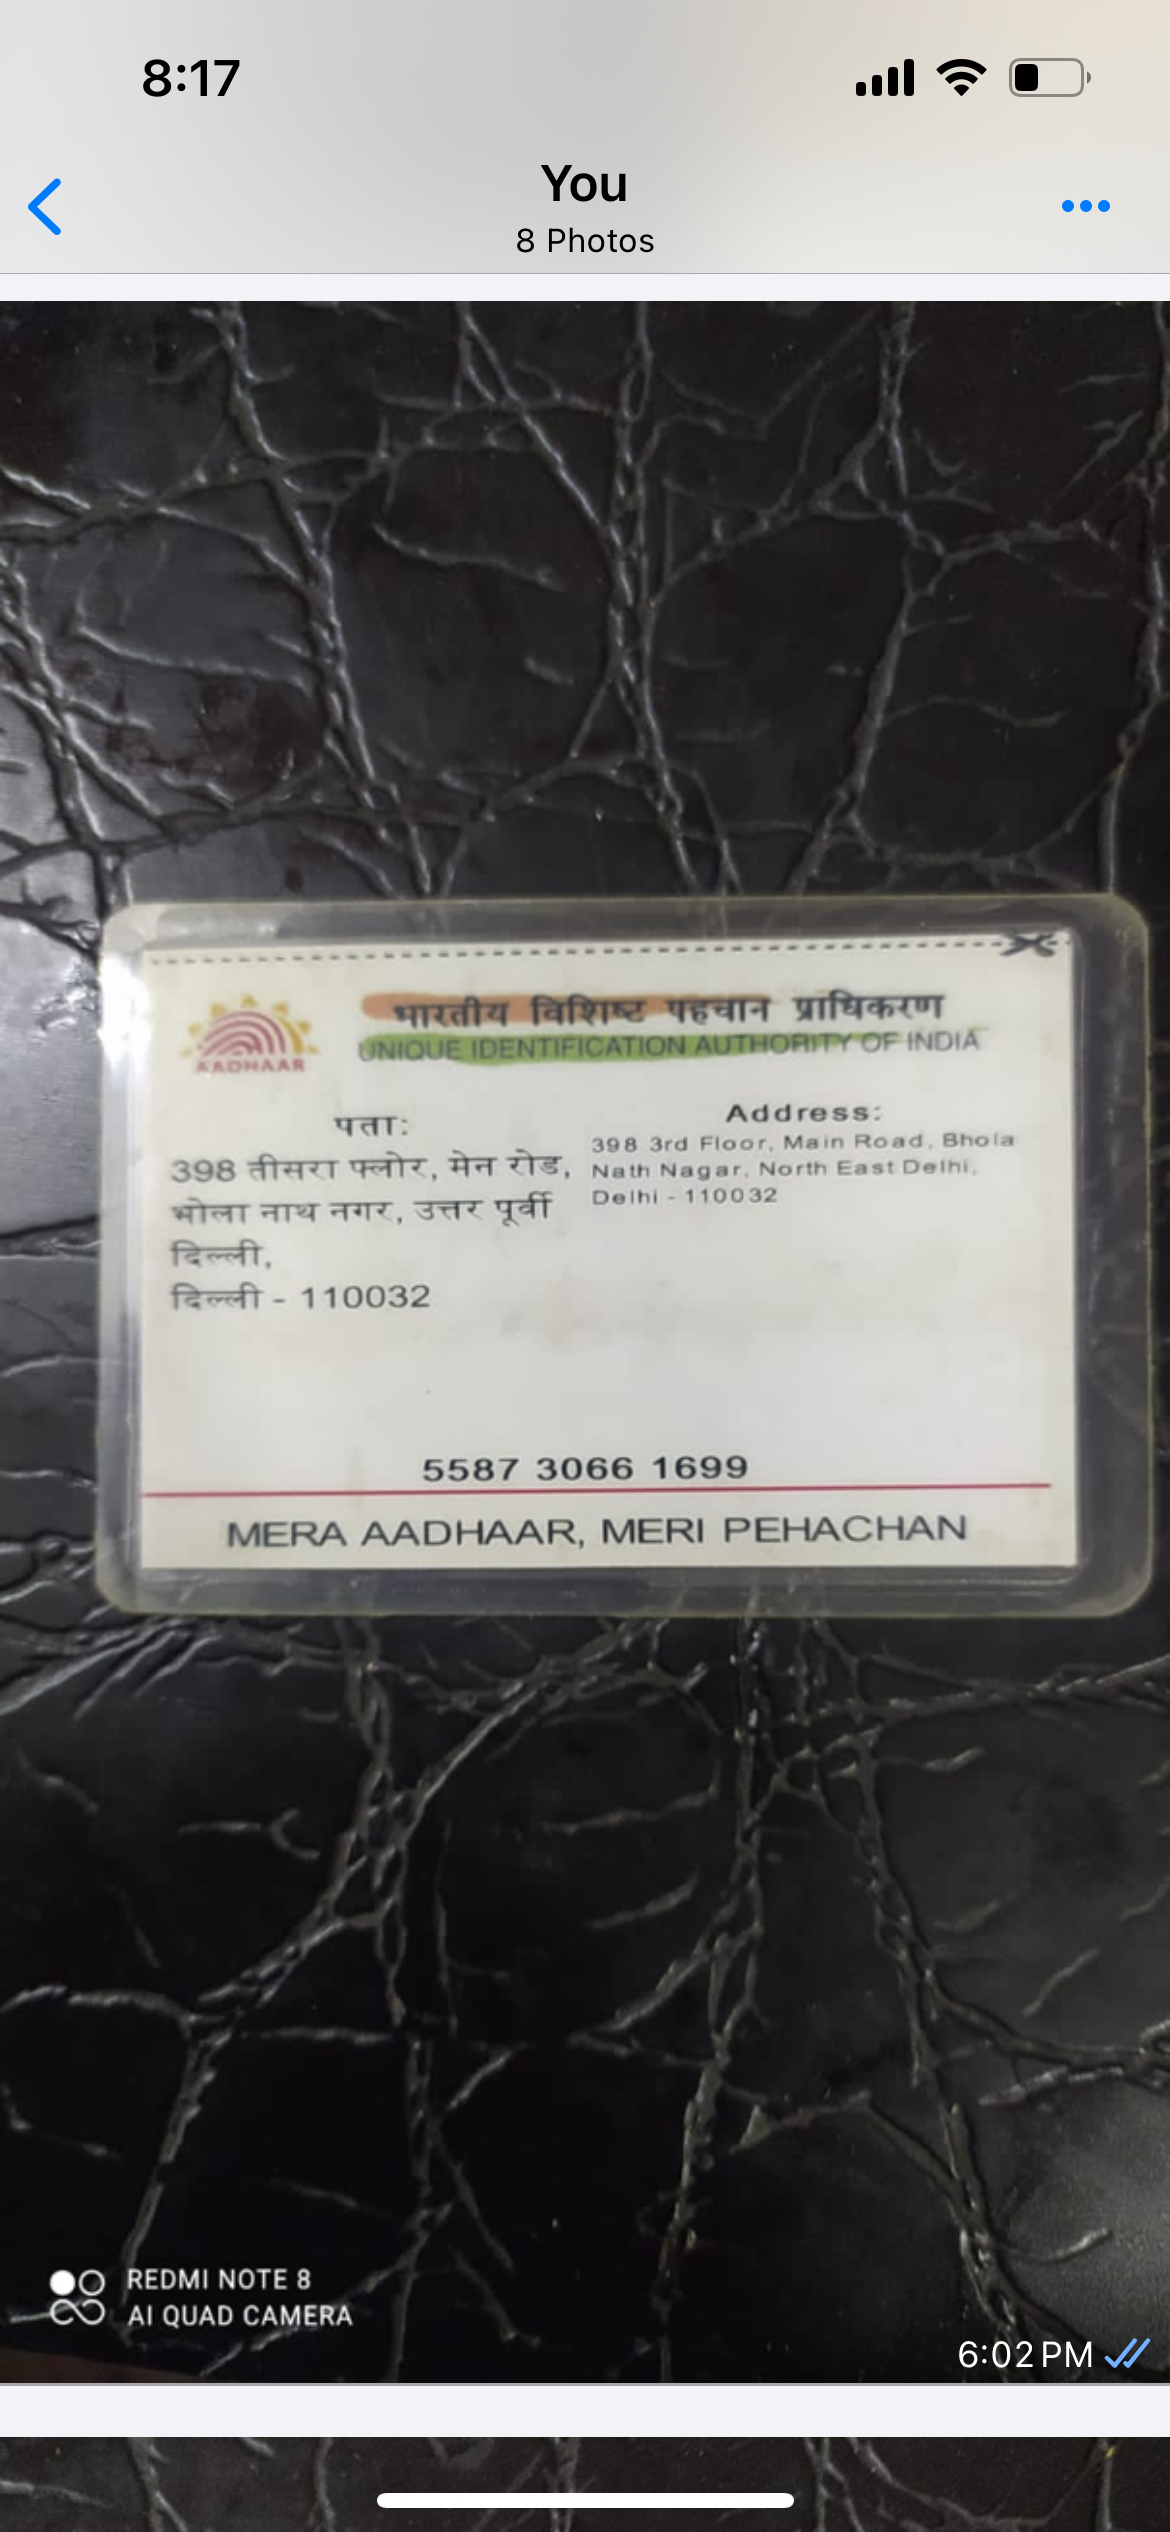 8:17
You
8 Photos
AADHAAR
भारतीय विशिष्ट पहचान प्राधिकरण
UNIQUE IDENTIFICATION AUTHORITY OF INDIA
पता:
398 तीसरा फ्लोर, मेन रोड,
भोला नाथ नगर, उत्तर पूर्वी
दिल्ली,
दिल्ली - 110032
Address:
398 3rd Floor, Main Road, Bhola
Nath Nagar, North East Delhi,
Delhi - 110032
5587 3066 1699
MERA AADHAAR, MERI PEHACHAN
REDMI NOTE 8
AI QUAD CAMERA
6:02 PM